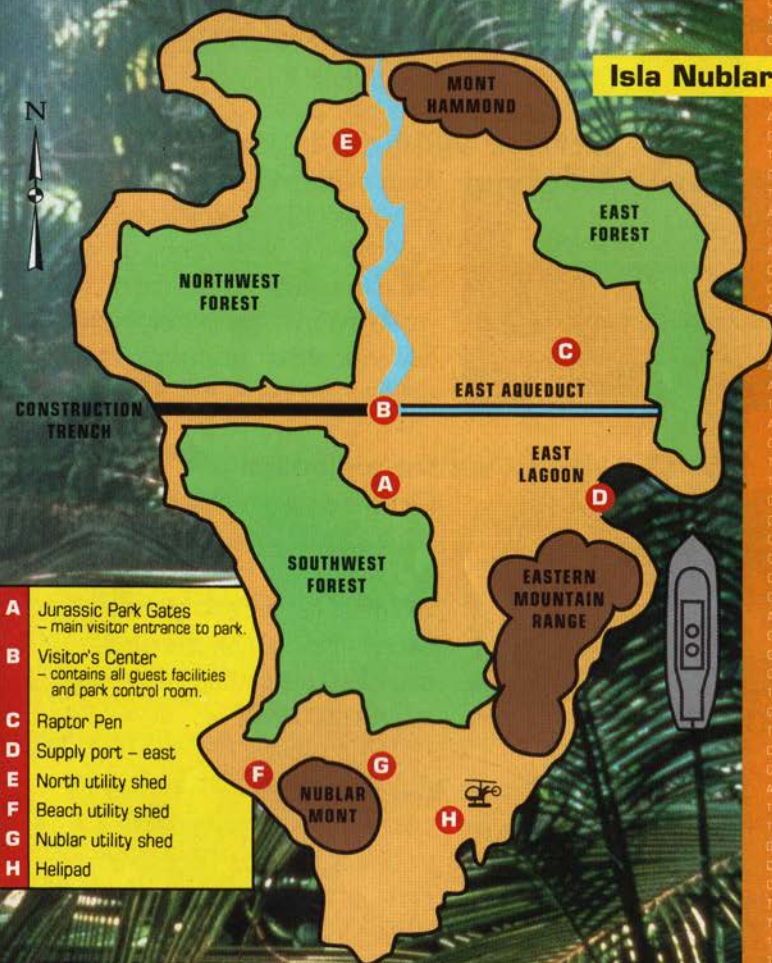 Isla Nublar
N
MONT
HAMMOND
E
EAST
FOREST
NORTHWEST
FOREST
C
EAST AQUEDUCT
CONSTRUCTION
TRENCH
B
EAST
LAGOON
A
D
SOUTHWEST
FOREST
EASTERN
MOUNTAIN
RANGE
F
G
NUBLAR
MONT
H
A Jurassic Park Gates
– main visitor entrance to park.
B Visitor's Center
– contains all guest facilities
and park control room.
C Raptor Pen
D Supply port – east
E North utility shed
F Beach utility shed
G Nublar utility shed
H Helipad